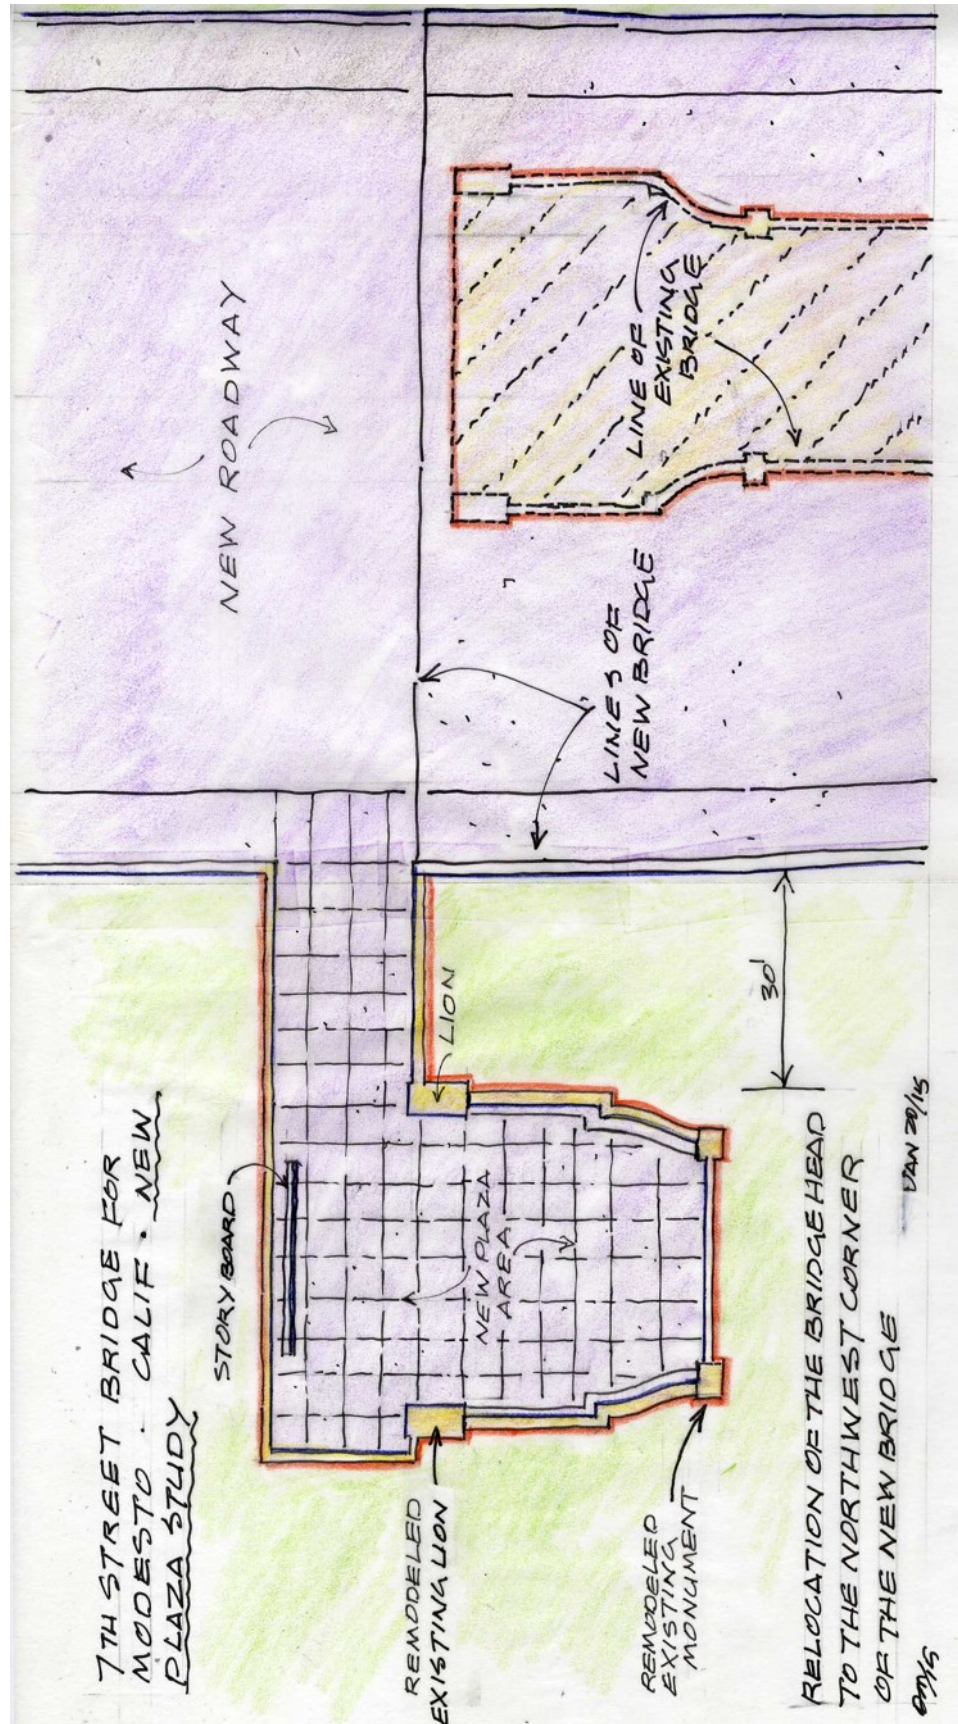 7TH STREET BRIDGE FOR
MODESTO . CALIF . NEW
PLAZA STUDY
STORY BOARD
NEW ROADWAY
LION
REMODELED
EXISTING LION
NEW PLAZA
AREA
LINES OF
NEW BRIDGE
LINE OF
EXISTING
BRIDGE
REMODELED
EXISTING
MONUMENT
30'
RELOCATION OF THE BRIDGE HEAD
TO THE NORTHWEST CORNER
OF THE NEW BRIDGE
JAN 20/15